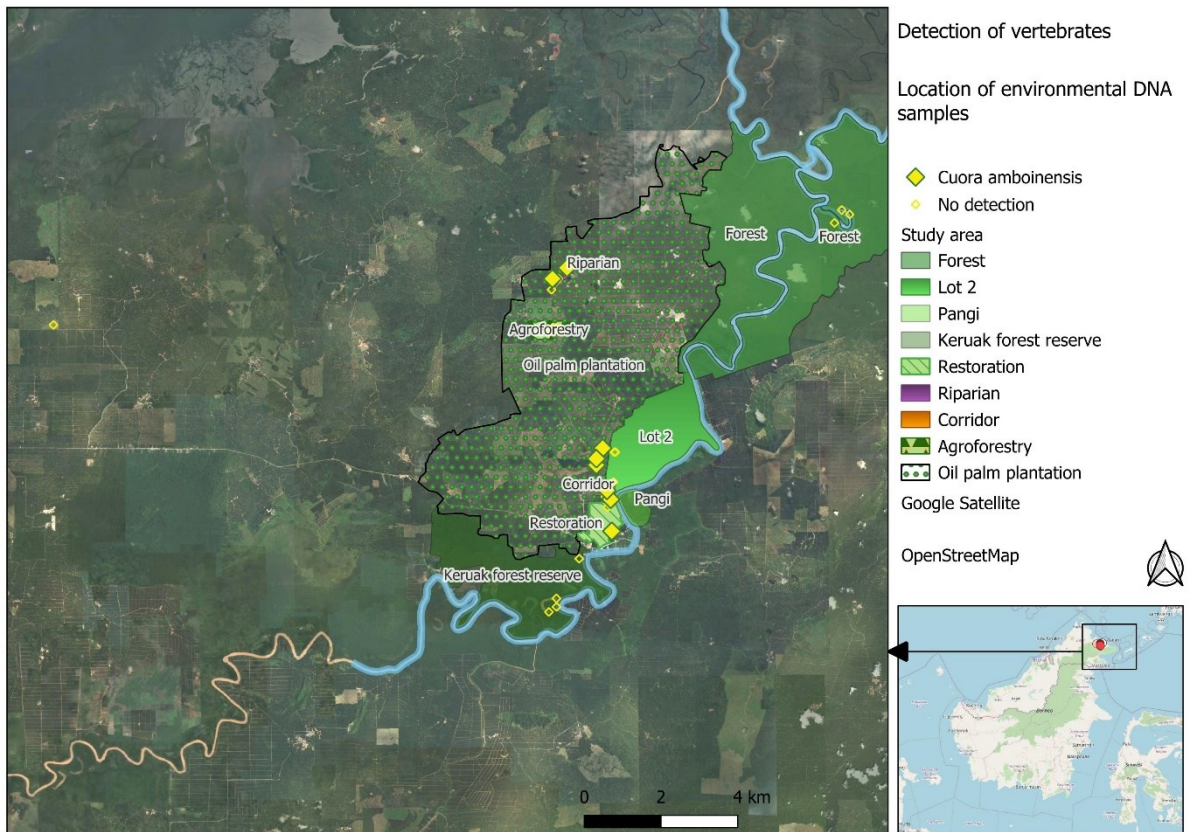 Detection of vertebrates
Location of environmental DNA
samples
Cuora amboinensis
No detection
Study area
Forest
Lot 2
Pangi
Keruak forest reserve
Restoration
Riparian
Corridor
Agroforestry
Oil palm plantation
Google Satellite
OpenStreetMap
Forest
Forest
Riparian
Agroforestry
Oil palm plantation
Lot 2
Corridor
Pangi
Restoration
Keruak forest reserve
0 2 4 km